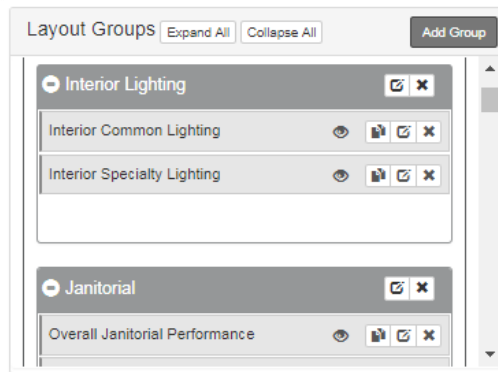 Layout Groups Expand All Collapse All Add Group
Interior Lighting
Interior Common Lighting
Interior Specialty Lighting
Janitorial
Overall Janitorial Performance